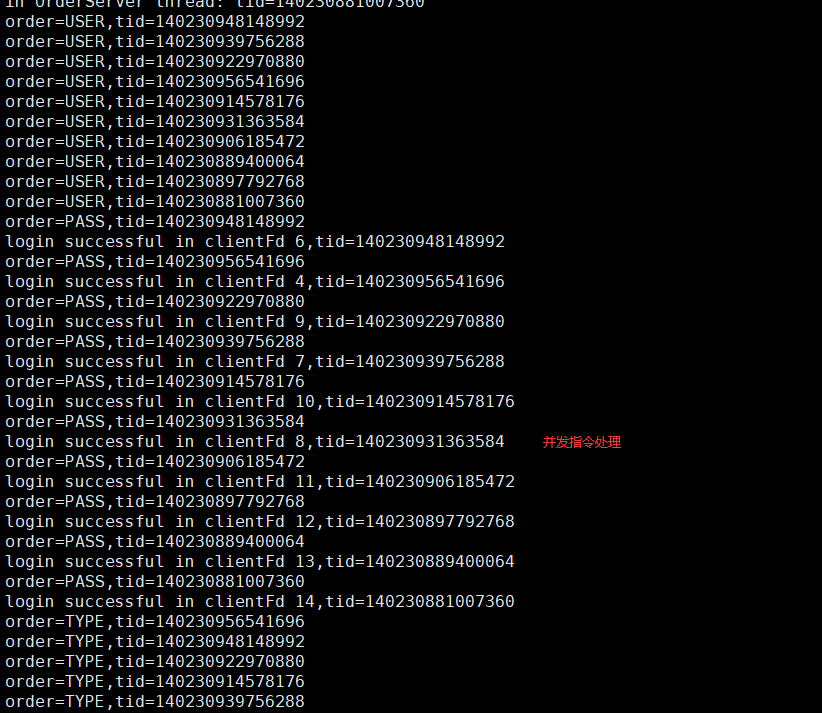 in OrderServer thread: tid=140230881007360
order=USER,tid=140230948148992
order=USER,tid=140230939756288
order=USER,tid=140230922970880
order=USER,tid=140230956541696
order=USER,tid=140230914578176
order=USER,tid=140230931363584
order=USER,tid=140230906185472
order=USER,tid=140230889400064
order=USER,tid=140230897792768
order=USER,tid=140230881007360
order=PASS,tid=140230948148992
login successful in clientFd 6,tid=140230948148992
order=PASS,tid=140230956541696
login successful in clientFd 4,tid=140230956541696
order=PASS,tid=140230922970880
login successful in clientFd 9,tid=140230922970880
order=PASS,tid=140230939756288
login successful in clientFd 7,tid=140230939756288
order=PASS,tid=140230914578176
login successful in clientFd 10,tid=140230914578176
order=PASS,tid=140230931363584
login successful in clientFd 8,tid=140230931363584 并发指令处理
order=PASS,tid=140230906185472
login successful in clientFd 11,tid=140230906185472
order=PASS,tid=140230897792768
login successful in clientFd 12,tid=140230897792768
order=PASS,tid=140230889400064
login successful in clientFd 13,tid=140230889400064
order=PASS,tid=140230881007360
login successful in clientFd 14,tid=140230881007360
order=TYPE,tid=140230956541696
order=TYPE,tid=140230948148992
order=TYPE,tid=140230922970880
order=TYPE,tid=140230914578176
order=TYPE,tid=140230939756288